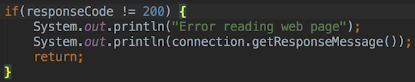 if(responseCode != 200) {
    System.out.println("Error reading web page");
    System.out.println(connection.getResponseMessage());
    return;
}